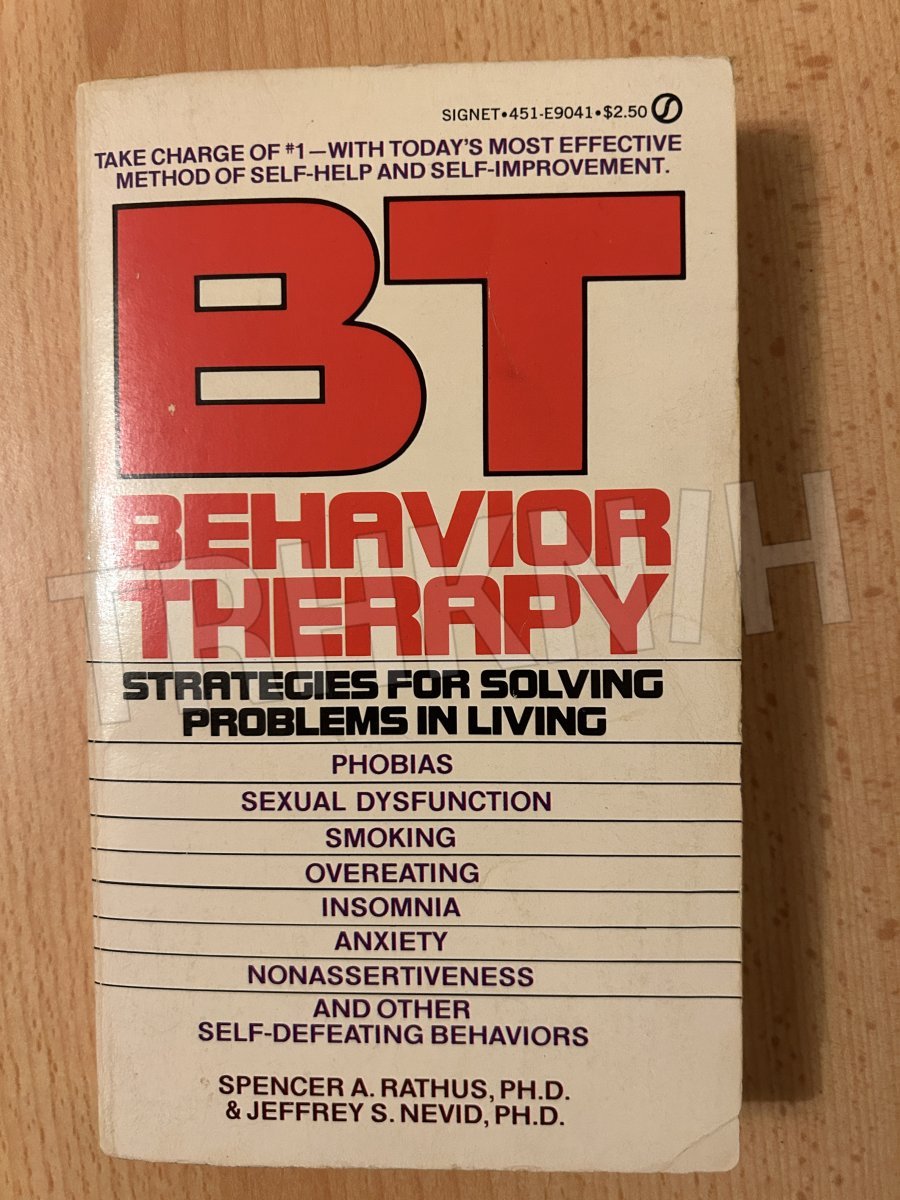 SIGNET•451-E9041•$2.50
TAKE CHARGE OF #1—WITH TODAY'S MOST EFFECTIVE
METHOD OF SELF-HELP AND SELF-IMPROVEMENT.
BT
BEHAVIOR
THERAPY
STRATEGIES FOR SOLVING
PROBLEMS IN LIVING
PHOBIAS
SEXUAL DYSFUNCTION
SMOKING
OVEREATING
INSOMNIA
ANXIETY
NONASSERTIVENESS
AND OTHER
SELF-DEFEATING BEHAVIORS
SPENCER A. RATHUS, PH.D.
& JEFFREY S. NEVID, PH.D.
TRHKNIH